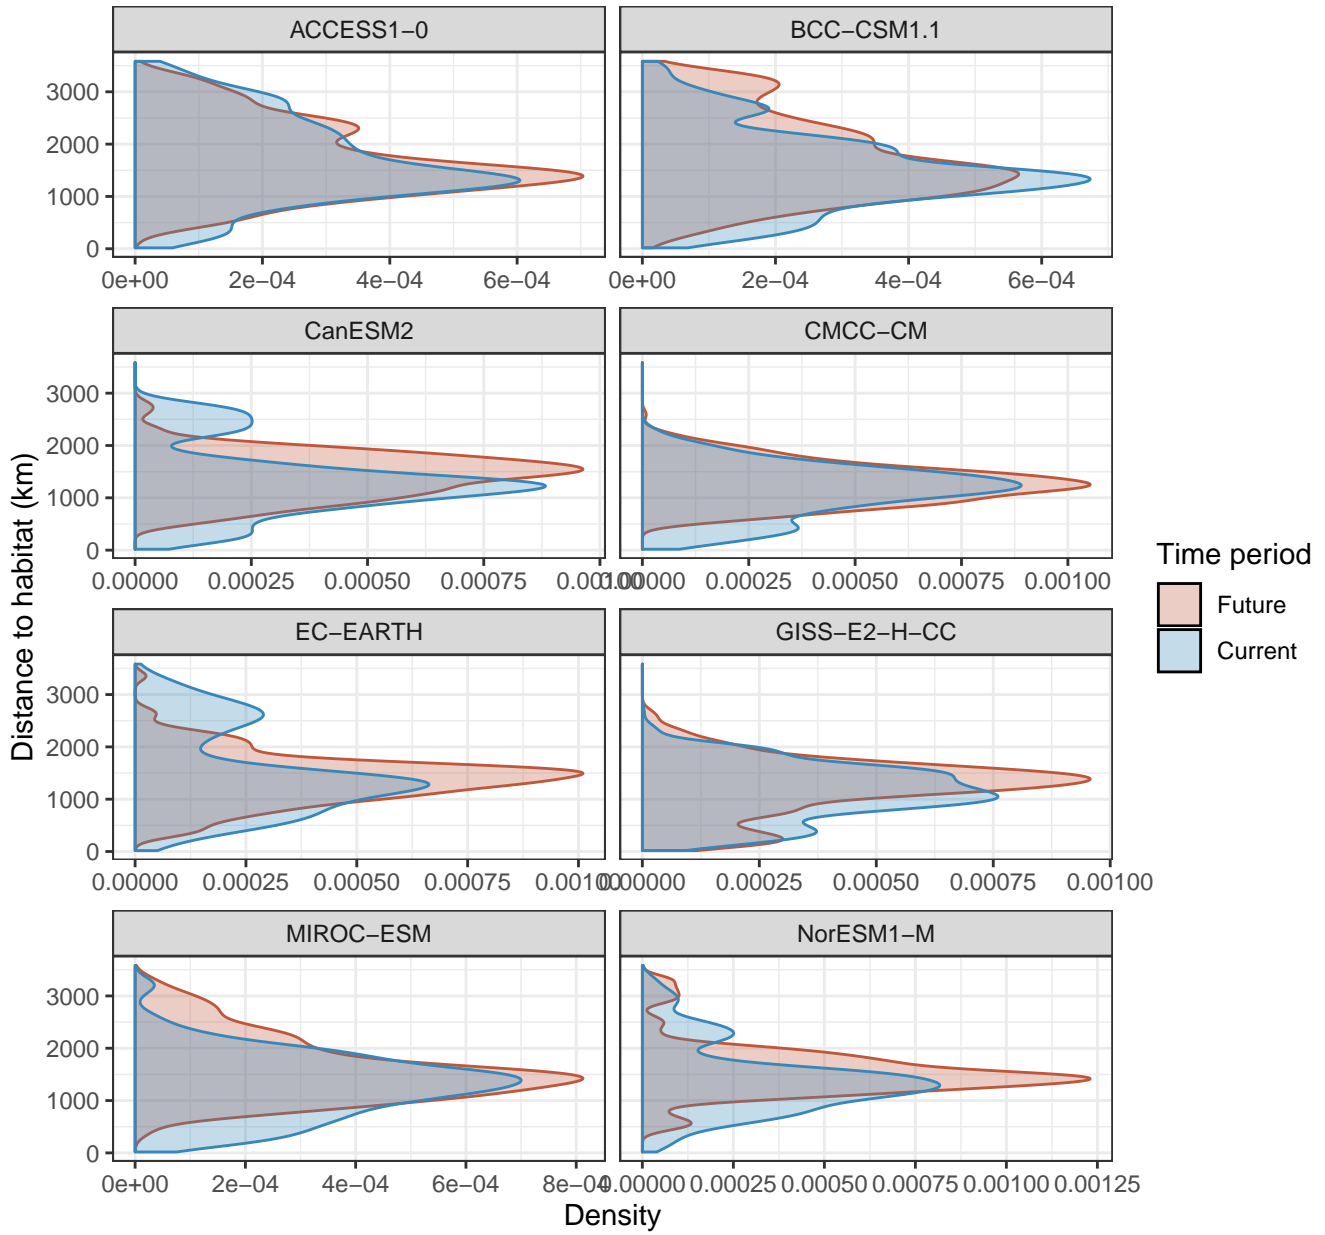 ACCESS1−0 BCC−CSM1.1
3000
2000
1000
0
0e+00 2e−04 4e−04 6e−04 0e+00 2e−04 4e−04 6e−04
CanESM2 CMCC−CM
3000
2000
1000
0
0.00000 0.00025 0.00050 0.00075 0.00100 0.00000 0.00025 0.00050 0.00075 0.00100
EC−EARTH GISS−E2−H−CC
3000
2000
1000
0
0.00000 0.00025 0.00050 0.00075 0.00100 0.00000 0.00025 0.00050 0.00075 0.00100
MIROC−ESM NorESM1−M
3000
2000
1000
0
0e+00 2e−04 4e−04 6e−04 8e−04 0.00000 0.00025 0.00050 0.00075 0.00100 0.00125
Density
Distance to habitat (km)
Time period
Future
Current